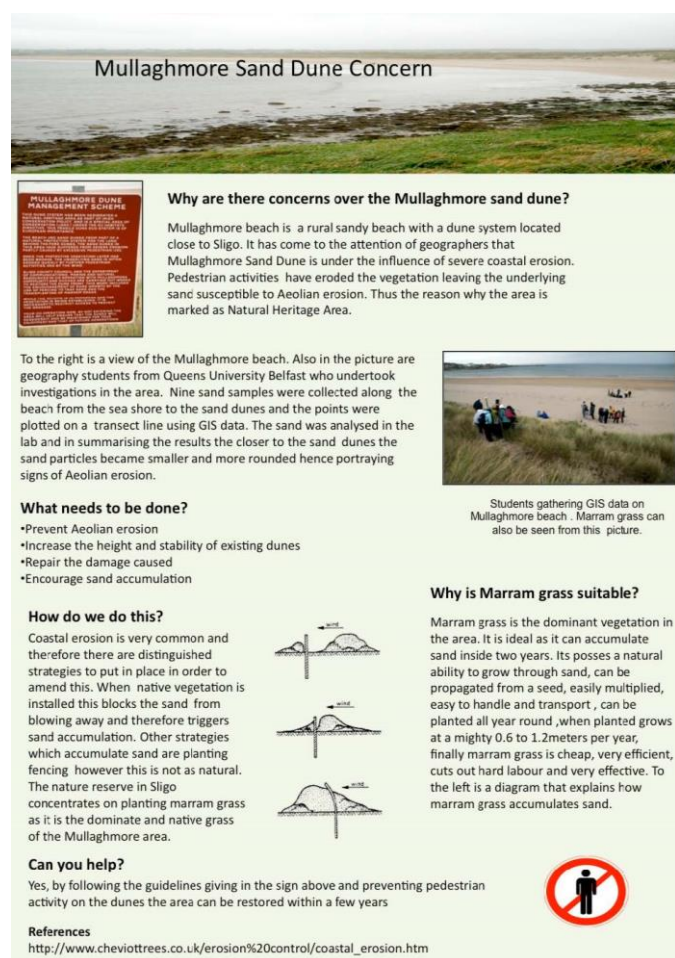 Mullaghmore Sand Dune Concern
MULLAGHMORE DUNE
MANAGEMENT SCHEME
Why are there concerns over the Mullaghmore sand dune?
Mullaghmore beach is a rural sandy beach with a dune system located
close to Sligo. It has come to the attention of geographers that
Mullaghmore Sand Dune is under the influence of severe coastal erosion.
Pedestrian activities have eroded the vegetation leaving the underlying
sand susceptible to Aeolian erosion. Thus the reason why the area is
marked as Natural Heritage Area.
To the right is a view of the Mullaghmore beach. Also in the picture are
geography students from Queens University Belfast who undertook
investigations in the area. Nine sand samples were collected along the
beach from the sea shore to the sand dunes and the points were
plotted on a transect line using GIS data. The sand was analysed in the
lab and in summarising the results the closer to the sand dunes the
sand particles became smaller and more rounded hence portraying
signs of Aeolian erosion.
Students gathering GIS data on
Mullaghmore beach . Marram grass can
also be seen from this picture.
What needs to be done?
•Prevent Aeolian erosion
•Increase the height and stability of existing dunes
•Repair the damage caused
•Encourage sand accumulation
How do we do this?
Coastal erosion is very common and
therefore there are distinguished
strategies to put in place in order to
amend this. When native vegetation is
installed this blocks the sand from
blowing away and therefore triggers
sand accumulation. Other strategies
which accumulate sand are planting
fencing however this is not as natural.
The nature reserve in Sligo
concentrates on planting marram grass
as it is the dominate and native grass
of the Mullaghmore area.
wind
wind
wind
Why is Marram grass suitable?
Marram grass is the dominant vegetation in
the area. It is ideal as it can accumulate
sand inside two years. Its posses a natural
ability to grow through sand, can be
propagated from a seed, easily multiplied,
easy to handle and transport , can be
planted all year round ,when planted grows
at a mighty 0.6 to 1.2meters per year,
finally marram grass is cheap, very efficient,
cuts out hard labour and very effective. To
the left is a diagram that explains how
marram grass accumulates sand.
Can you help?
Yes, by following the guidelines giving in the sign above and preventing pedestrian
activity on the dunes the area can be restored within a few years
References
http://www.cheviottrees.co.uk/erosion%20control/coastal_erosion.htm